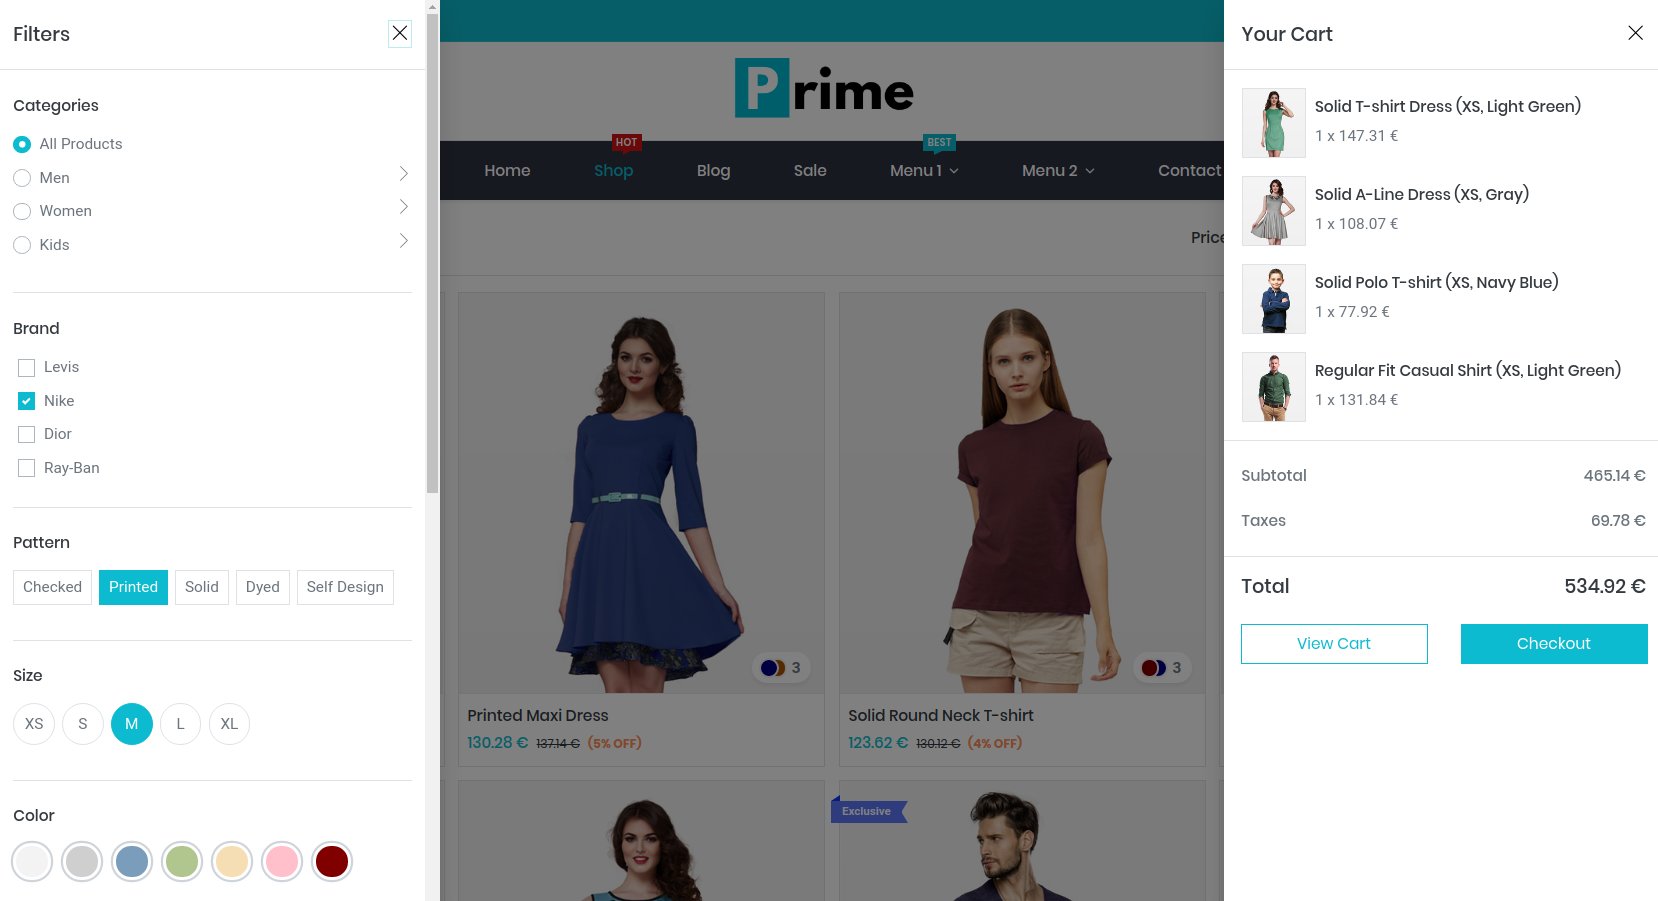 Filters
Categories
All Products
Men
Women
Kids
Brand
Levis
Nike
Dior
Ray-Ban
Pattern
Checked Printed Solid Dyed Self Design
Size
XS S M L XL
Color
Prime
HOT BEST
Home Shop Blog Sale Menu 1 Menu 2 Contact
Price
3
Printed Maxi Dress
130.28 € 137.14 € (5% OFF)
3
Solid Round Neck T-shirt
123.62 € 130.12 € (4% OFF)
Exclusive
Your Cart
Solid T-shirt Dress (XS, Light Green)
1 x 147.31 €
Solid A-Line Dress (XS, Gray)
1 x 108.07 €
Solid Polo T-shirt (XS, Navy Blue)
1 x 77.92 €
Regular Fit Casual Shirt (XS, Light Green)
1 x 131.84 €
Subtotal 465.14 €
Taxes 69.78 €
Total 534.92 €
View Cart Checkout